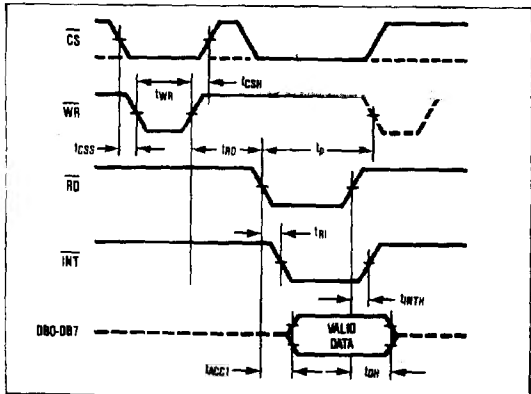 CS
tWR
tCSH
WR
tCSS
tRD
tP
RD
tRI
INT
tINTH
DB0-DB7
VALID
DATA
tACC1
tDH